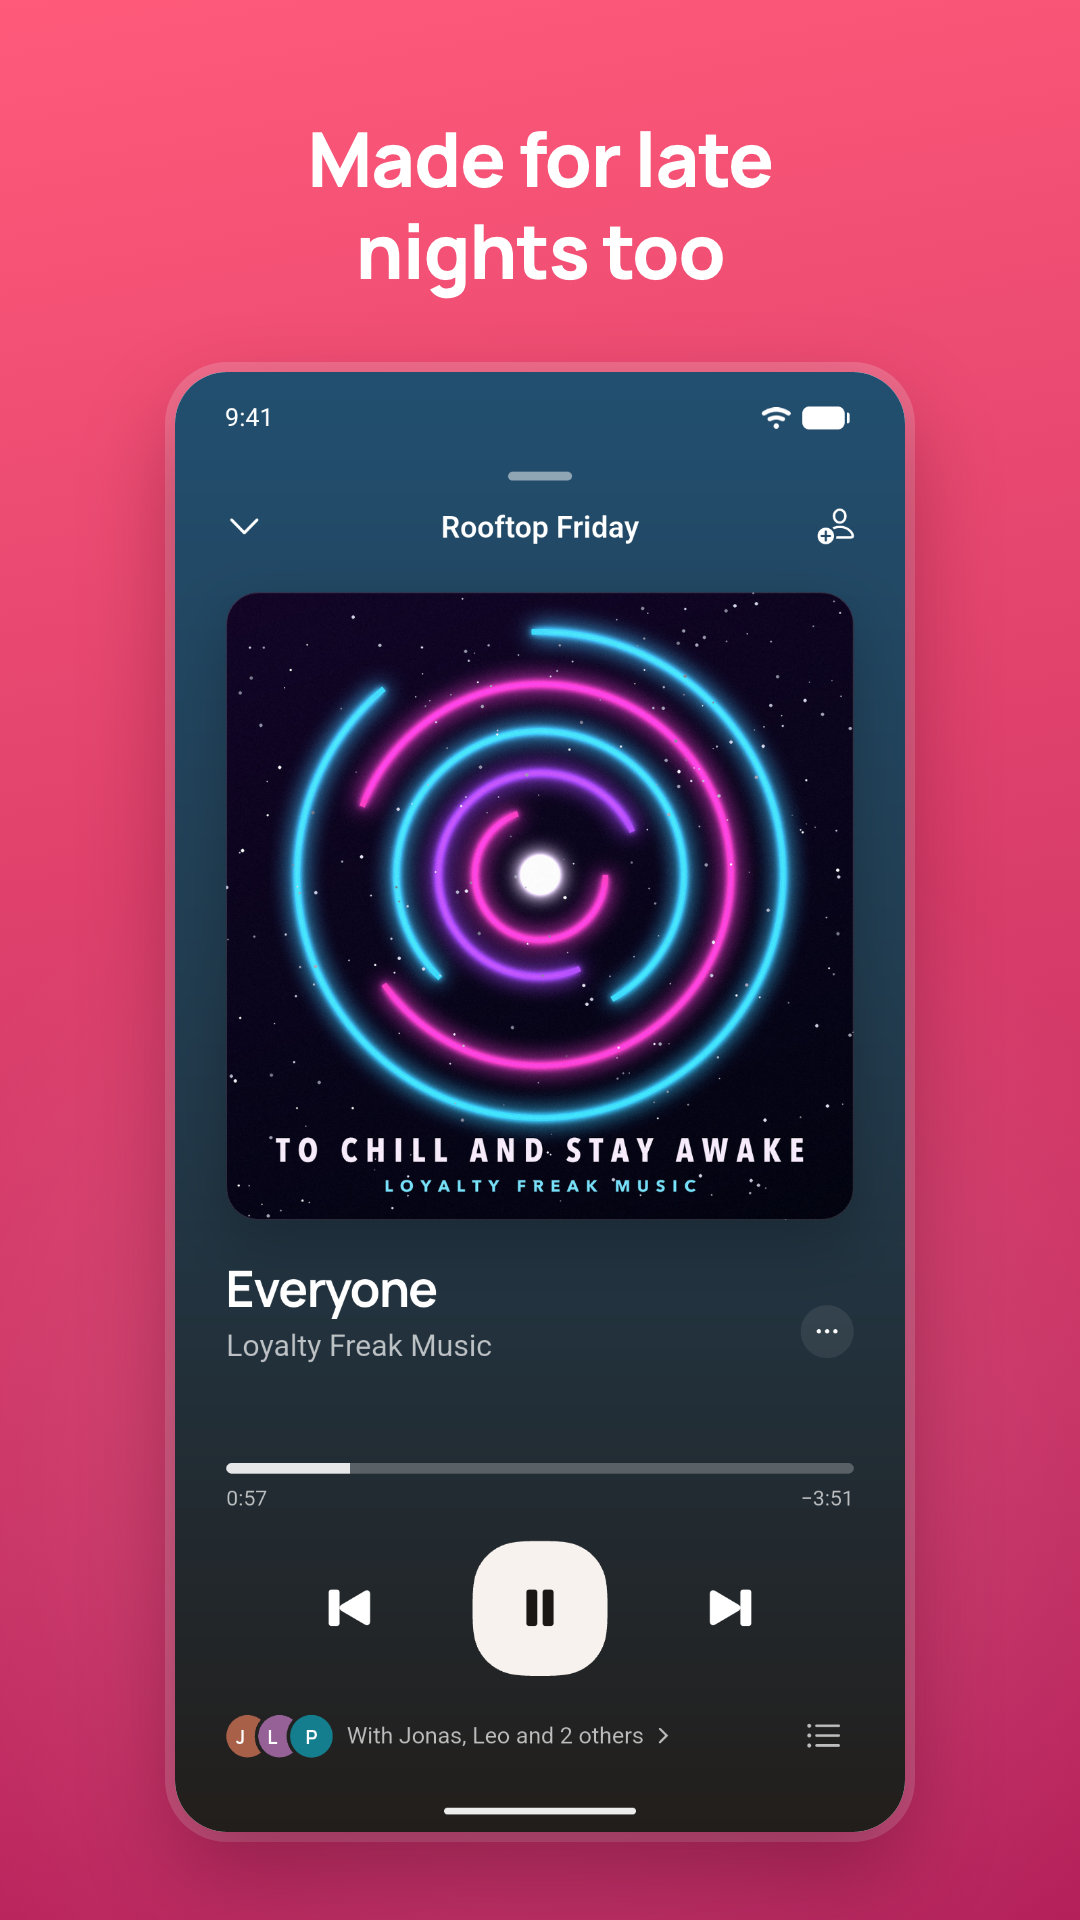 Made for late
nights too
9:41
Rooftop Friday
TO CHILL AND STAY AWAKE
LOYALTY FREAK MUSIC
Everyone
Loyalty Freak Music
0:57
−3:51
J L P With Jonas, Leo and 2 others